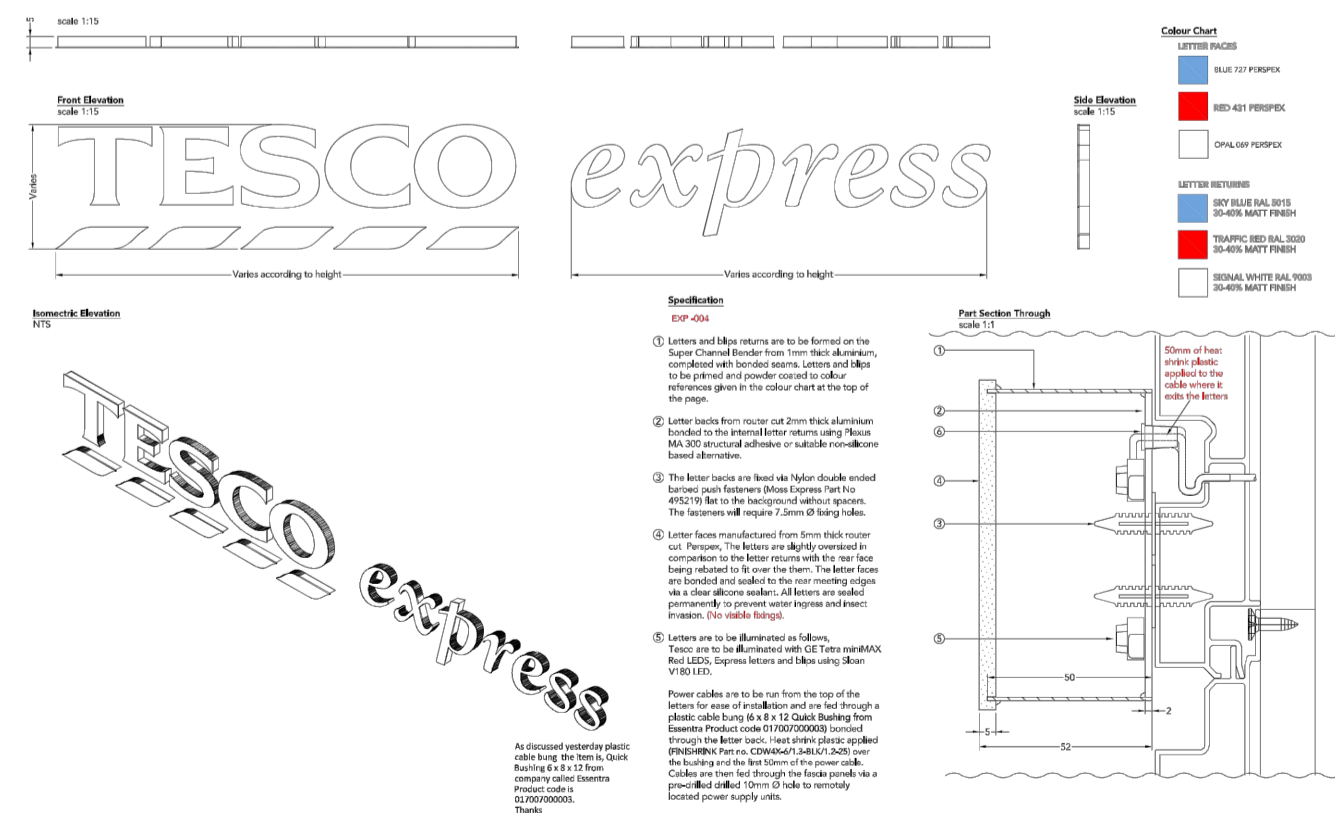 scale 1:15
5
Front Elevation
scale 1:15
Varies
TESCO
express
Varies according to height
Varies according to height
Side Elevation
scale 1:15
Colour Chart
LETTER FACES
BLUE 727 PERSPEX
RED 431 PERSPEX
OPAL 069 PERSPEX
LETTER RETURNS
SKY BLUE RAL 5015
30-40% MATT FINISH
TRAFFIC RED RAL 3020
30-40% MATT FINISH
SIGNAL WHITE RAL 9003
30-40% MATT FINISH
Isometric Elevation
NTS
TESCO
express
As discussed yesterday plastic
cable bung the item is, Quick
Bushing 6 x 8 x 12 from
company called Essentra
Product code is
017007000003.
Thanks
Specification
EXP -004
① Letters and blips returns are to be formed on the
Super Channel Bender from 1mm thick aluminium,
completed with bonded seams. Letters and blips
to be primed and powder coated to colour
references given in the colour chart at the top of
the page.
② Letter backs from router cut 2mm thick aluminium
bonded to the internal letter returns using Plexus
MA 300 structural adhesive or suitable non-silicone
based alternative.
③ The letter backs are fixed via Nylon double ended
barbed push fasteners (Moss Express Part No
495219) flat to the background without spacers.
The fasteners will require 7.5mm Ø fixing holes.
④ Letter faces manufactured from 5mm thick router
cut Perspex, The letters are slightly oversized in
comparison to the letter returns with the rear face
being rebated to fit over the them. The letter faces
are bonded and sealed to the rear meeting edges
via a clear silicone sealant. All letters are sealed
permanently to prevent water ingress and insect
invasion. (No visible fixings).
⑤ Letters are to be illuminated as follows,
Tesco are to be illuminated with GE Tetra miniMAX
Red LEDS, Express letters and blips using Sloan
V180 LED.
Power cables are to be run from the top of the
letters for ease of installation and are fed through a
plastic cable bung (6 x 8 x 12 Quick Bushing from
Essentra Product code 017007000003) bonded
through the letter back. Heat shrink plastic applied
(FINISHRINK Part no. CDW4X-6/1.3-BLK/1.2-25) over
the bushing and the first 50mm of the power cable.
Cables are then fed through the fascia panels via a
pre-drilled drilled 10mm Ø hole to remotely
located power supply units.
Part Section Through
scale 1:1
50mm of heat
shrink plastic
applied to the
cable where it
exits the letters
①
②
⑥
④
③
⑤
50
2
5
52